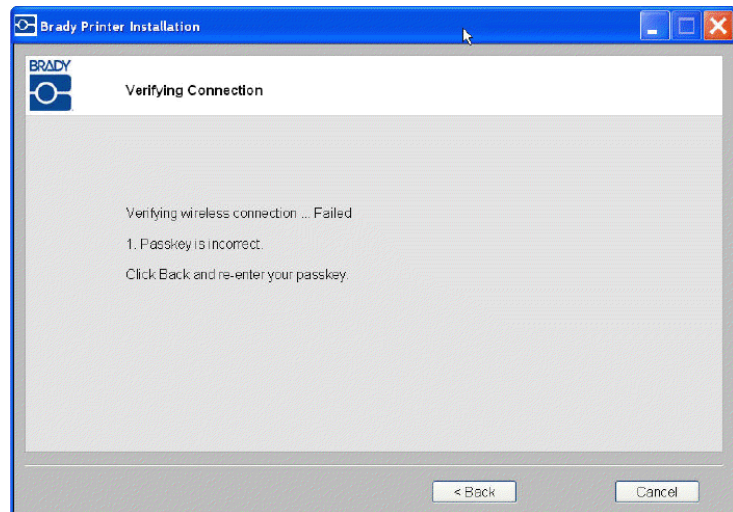 Brady Printer Installation
BRADY
Verifying Connection
Verifying wireless connection ... Failed
1. Passkey is incorrect.
Click Back and re-enter your passkey.
< Back
Cancel